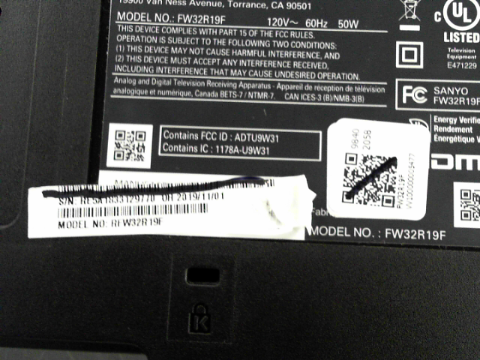 19900 Van Ness Avenue, Torrance, CA 90501
MODEL NO.: FW32R19F 120V~ 60Hz 50W
THIS DEVICE COMPLIES WITH PART 15 OF THE FCC RULES.
OPERATION IS SUBJECT TO THE FOLLOWING TWO CONDITIONS:
(1) THIS DEVICE MAY NOT CAUSE HARMFUL INTERFERENCE, AND
(2) THIS DEVICE MUST ACCEPT ANY INTERFERENCE RECEIVED,
INCLUDING INTERFERENCE THAT MAY CAUSE UNDESIRED OPERATION.
Analog and Digital Television Receiving Apparatus - Appareil de réception de télévision
analogique et numérique, Canada BETS-7 / NTMR-7. CAN ICES-3 (B)/NMB-3(B)
C UL
LISTED
Television
Equipment
E471229
FC SANYO
FW32R19F
Energy Verified
Rendement
Énergétique V
Contains FCC ID : ADTU9W31
Contains IC : 1178A-U9W31
9840
2058
FW32R19F
MODEL NO. : RFW32R19F
MODEL NO. : FW32R19F
K